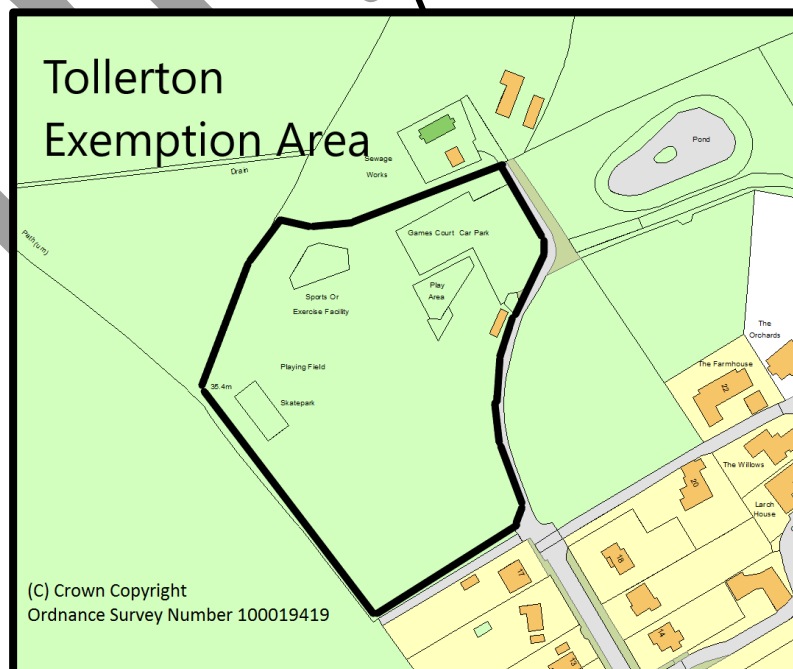 Tollerton
Exemption Area
Sewage
Works
Drain
Pond
Path (um)
Games Court Car Park
Play
Area
Sports Or
Exercise Facility
The
Orchards
The Farmhouse
22
Playing Field
35.4m
Skatepark
The Willows
20
Larch
House
18
17
14
13
(C) Crown Copyright
Ordnance Survey Number 100019419